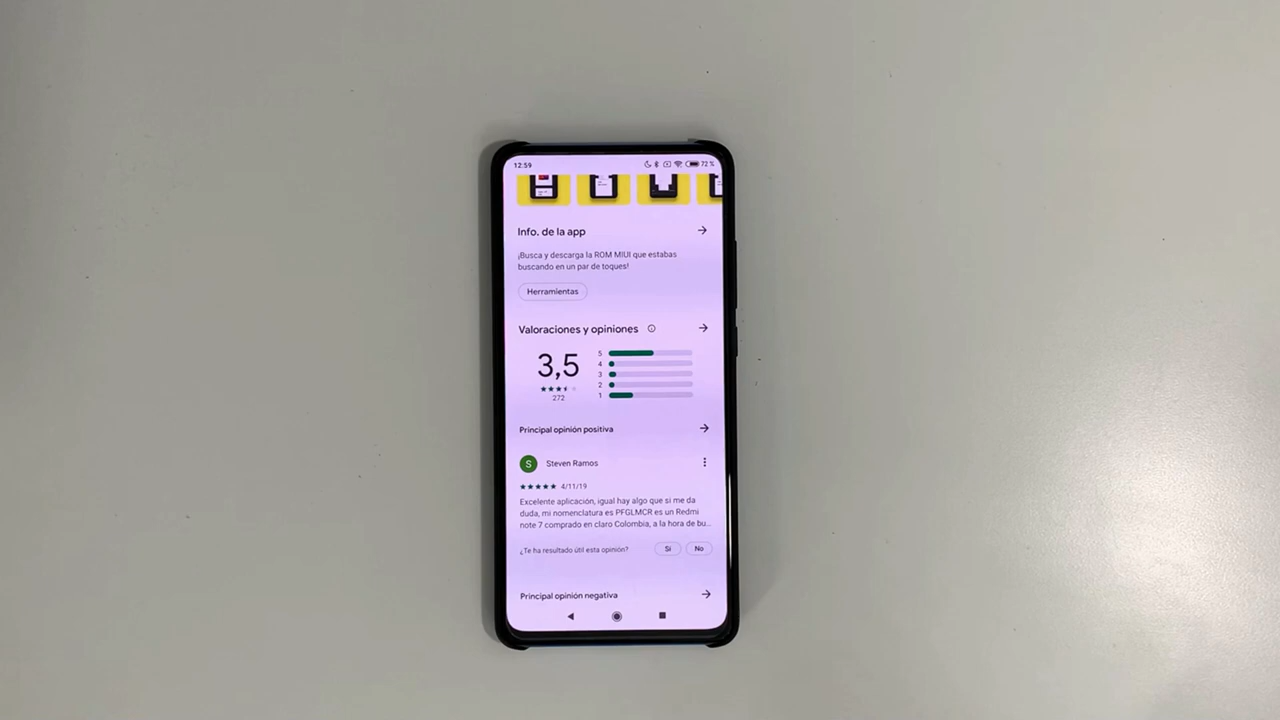 12.59
72 %
Info. de la app
¡Busca y descarga la ROM MIUI que estabas
buscando en un par de toques!
Herramientas
Valoraciones y opiniones
3,5
272
5
4
3
2
1
Principal opinión positiva
S
Steven Ramos
4/11/19
Excelente aplicación, igual hay algo que si me da
duda, mi nomenclatura es PFGLMCR es un Redmi
note 7 comprado en claro Colombia, a la hora de bu...
¿Te ha resultado útil esta opinión?
Sí
No
Principal opinión negativa